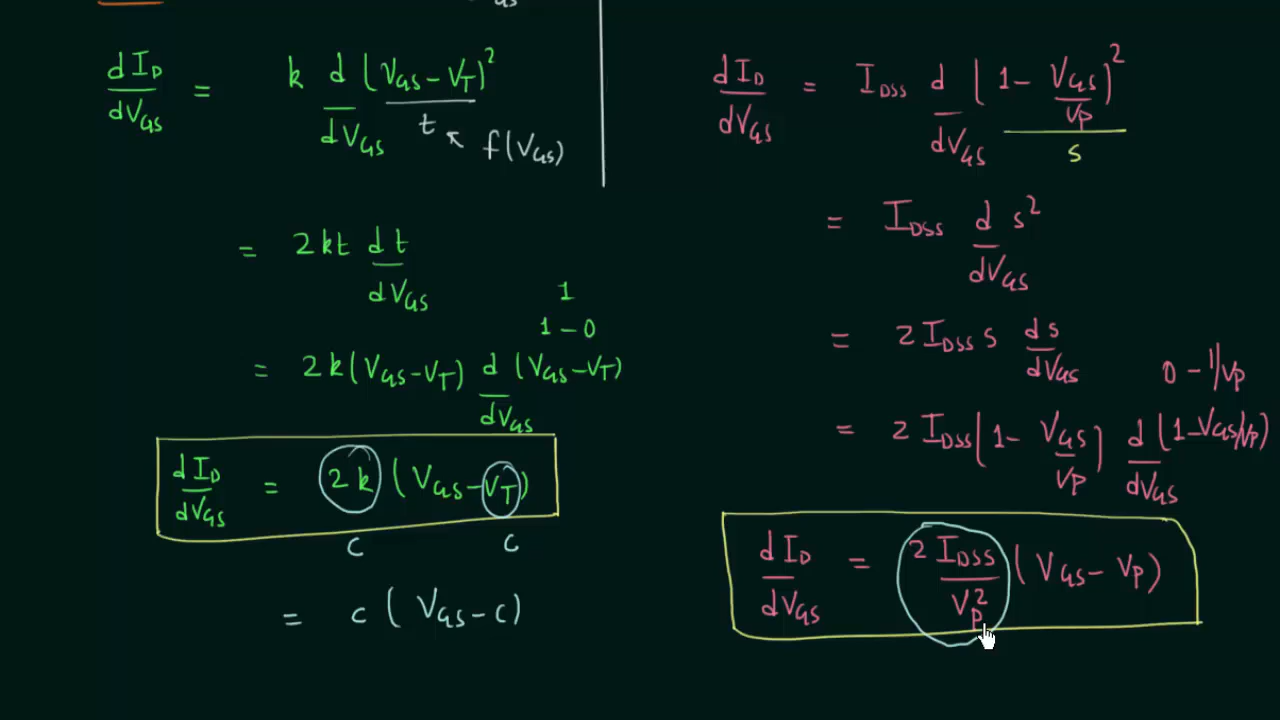 GS
dI_D/dV_GS = k d/dV_GS (V_GS - V_T)^2
t
f(V_GS)
= 2kt dt/dV_GS
1
1 - 0
= 2k(V_GS - V_T) d/dV_GS (V_GS - V_T)
dI_D/dV_GS = 2k (V_GS - V_T)
c c
= c (V_GS - c)
dI_D/dV_GS = I_DSS d/dV_GS (1 - V_GS/V_P)^2
s
= I_DSS d/dV_GS s^2
= 2 I_DSS s ds/dV_GS
0 - 1/V_P
= 2 I_DSS (1 - V_GS/V_P) d/dV_GS (1 - V_GS/V_P)
dI_D/dV_GS = 2 I_DSS/V_P^2 (V_GS - V_P)